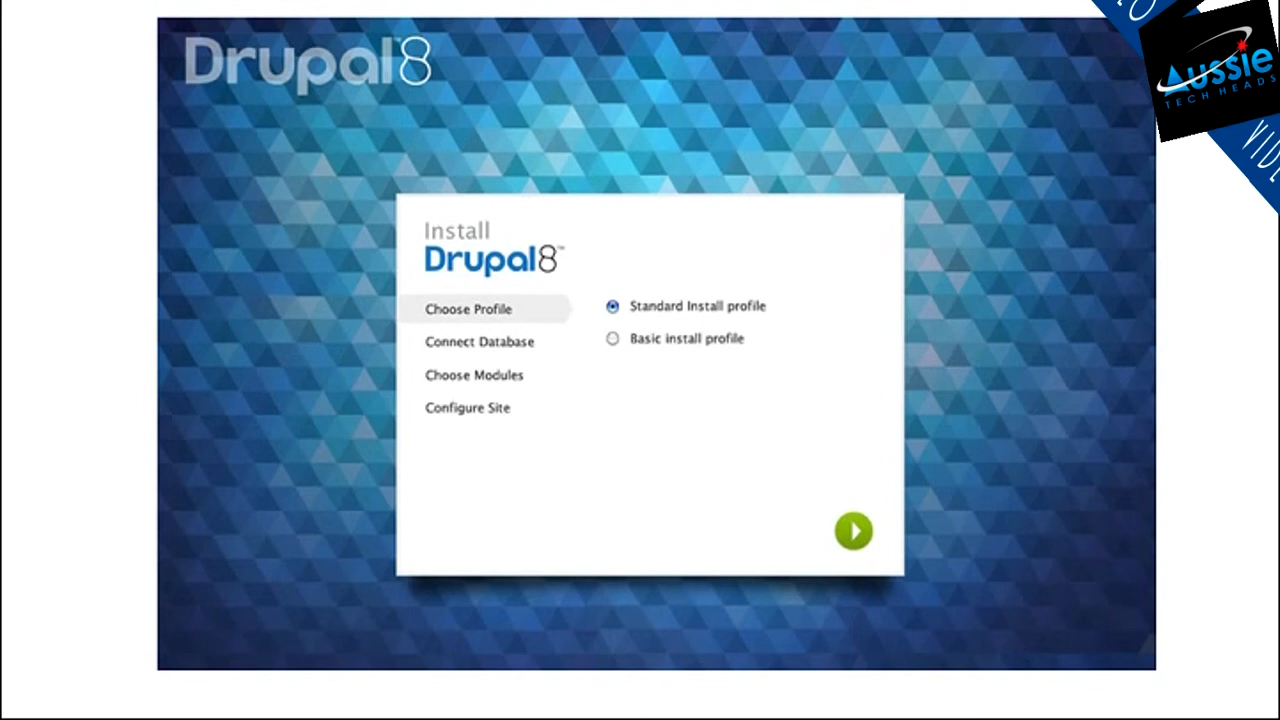 Drupal™8
Install
Drupal8™
Choose Profile
Connect Database
Choose Modules
Configure Site
Standard Install profile
Basic install profile
Aussie
TECH HEADS